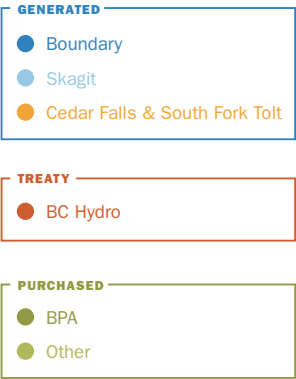 GENERATED
Boundary
Skagit
Cedar Falls & South Fork Tolt
TREATY
BC Hydro
PURCHASED
BPA
Other